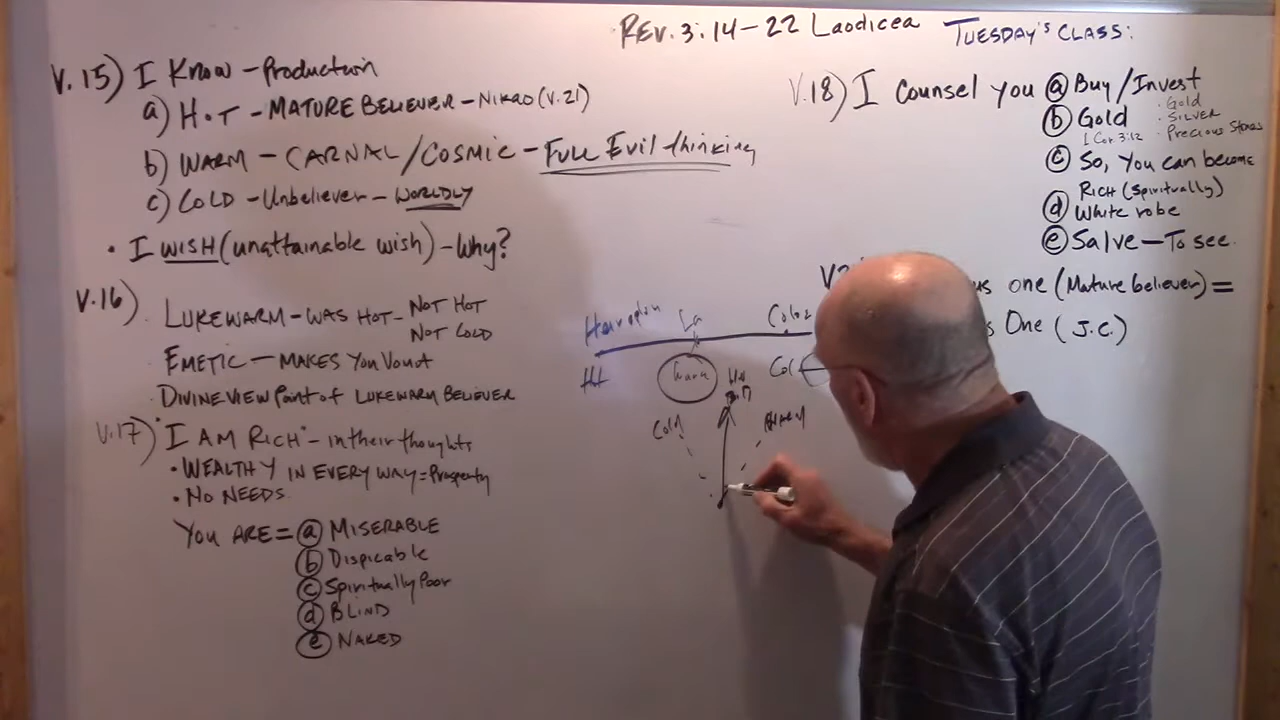 Rev. 3:14-22 Laodicea
Tuesday's Class:
V.15) I Know - Production
a) Hot - Mature Believer - Nikao (V.21)
b) Warm - Carnal/Cosmic - Full Evil thinking
c) Cold - Unbeliever - Worldly
• I Wish (unattainable wish) - Why?
V.16)
Lukewarm - was Hot - Not Hot
Not Cold
Emetic - Makes You Vomit
Divine View Point of Lukewarm Believer
V.17) "I Am Rich" - in their thoughts
• Wealthy in every way = Prosperity
• No Needs
You Are = a Miserable
b Dispicable
c Spiritually Poor
d Blind
e Naked
V.18) I Counsel you a Buy/Invest
b Gold
I Cor 3:12
• Gold
• Silver
• Precious Stones
c So, You can become
Rich (Spiritually)
d White robe
e Salve - To see.
one (Mature believer) =
One (J.C.)
La
Warm
Cold